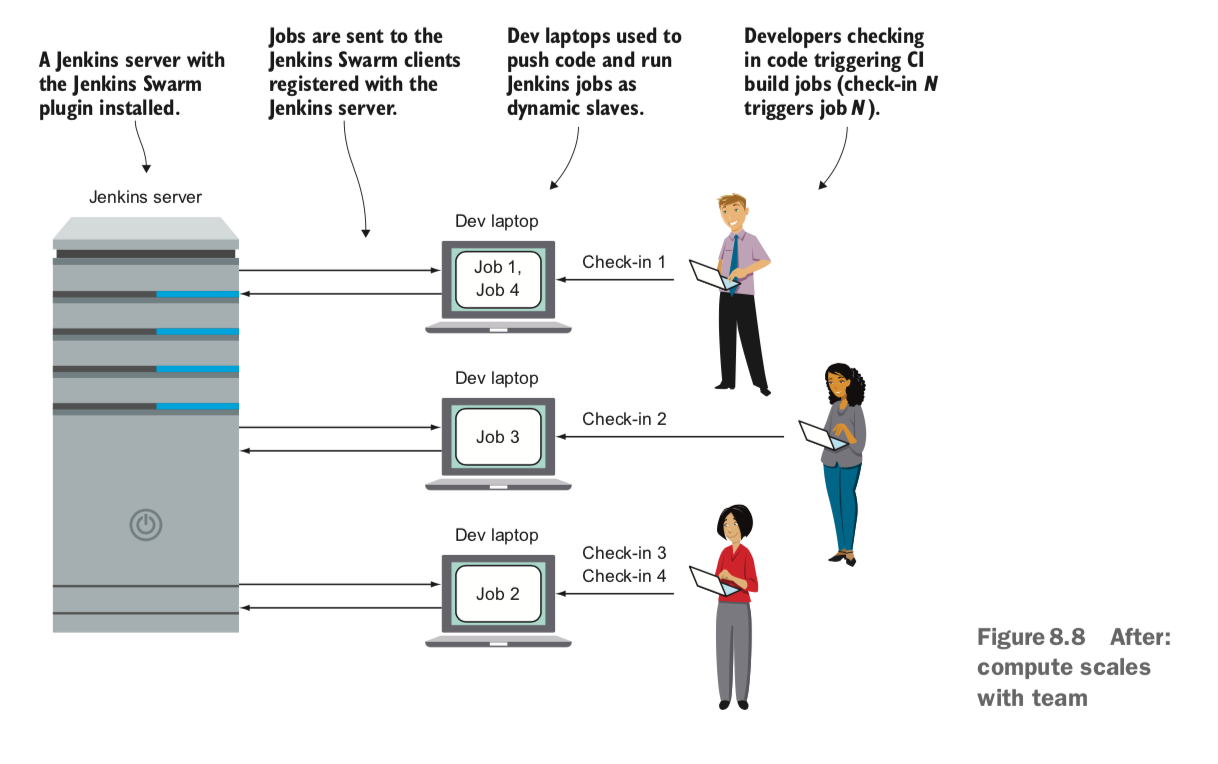 A Jenkins server with
the Jenkins Swarm
plugin installed.
Jobs are sent to the
Jenkins Swarm clients
registered with the
Jenkins server.
Dev laptops used to
push code and run
Jenkins jobs as
dynamic slaves.
Developers checking
in code triggering CI
build jobs (check-in N
triggers job N).
Jenkins server
Dev laptop
Job 1,
Job 4
Check-in 1
Dev laptop
Job 3
Check-in 2
Dev laptop
Job 2
Check-in 3
Check-in 4
Figure 8.8 After:
compute scales
with team